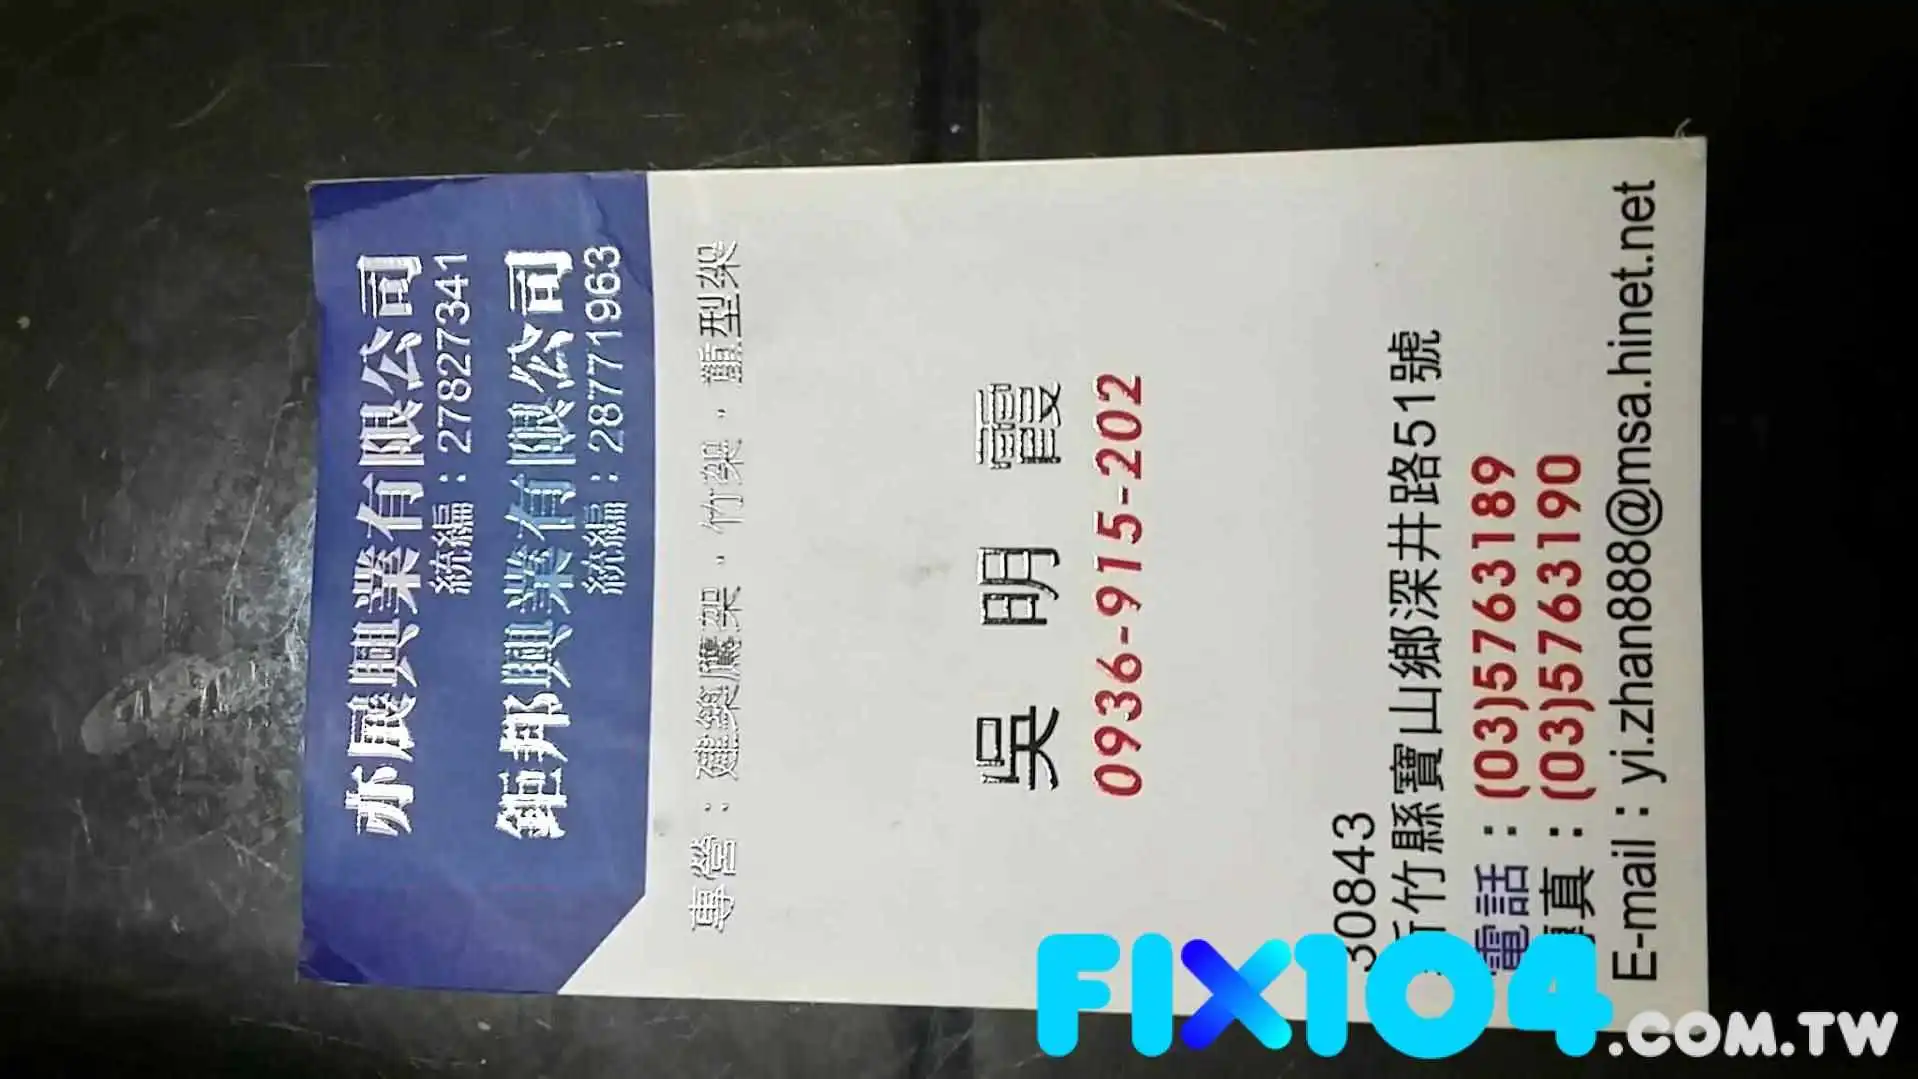 亦展興業有限公司
統編：27827341
鉅邦興業有限公司
統編：28771963
專營：建築鷹架．竹架．重型架
吳明霞
0936-915-202
30843
新竹縣寶山鄉深井路51號
電話：(03)5763189
傳真：(03)5763190
E-mail：yi.zhan888@msa.hinet.net
FIX104.COM.TW